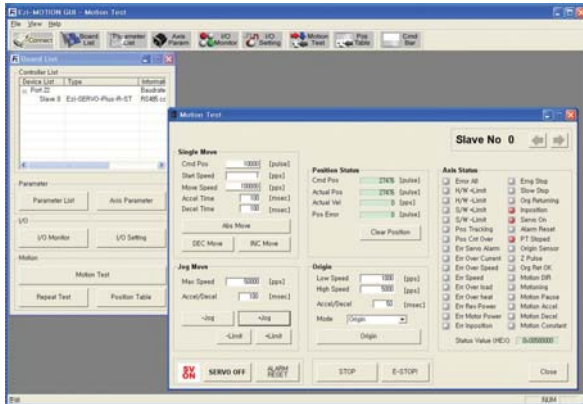 Ezi-MOTION GUI - Motion Test
File View Help
Connect Board List Parameter List Axis Param I/O Monitor I/O Setting Motion Test Pos Table Cmd Bar
Board List
Controller List
Device List Type Informati
Port 22 Baudrate
Slave 0 Ezi-SERVO-Plus-R-ST RS485 cc
Parameter
Parameter List Axis Parameter
I/O
I/O Monitor I/O Setting
Motion
Motion Test
Repeat Test Position Table
Motion Test
Slave No 0
Single Move
Cmd Pos 10000 [pulse]
Start Speed 1 [pps]
Move Speed 100000 [pps]
Accel Time 100 [msec]
Decel Time 100 [msec]
Abs Move
DEC Move INC Move
Jog Move
Max Speed 50000 [pps]
Accel/Decel 100 [msec]
-Jog +Jog
-Limit +Limit
Position Status
Cmd Pos 27476 [pulse]
Actual Pos 27476 [pulse]
Actual Vel 0 [pps]
Pos Error 0 [pulse]
Clear Position
Origin
Low Speed 1000 [pps]
High Speed 5000 [pps]
Accel/Decel 50 [msec]
Mode Origin
Origin
Axis Status
Error All Emg Stop
H/W +Limit Slow Stop
H/W -Limit Org Returning
S/W +Limit Inposition
S/W -Limit Servo On
Pos Tracking Alarm Reset
Pos Cnt Over PT Stoped
Err Servo Alarm Origin Sensor
Err Over Current Z Pulse
Err Over Speed Org Ret OK
Err Speed Motion DIR
Err Over load Motioning
Err Over heat Motion Pause
Err Rev Power Motion Accel
Err Motor Power Motion Decel
Err Inposition Motion Constant
Status Value (HEX) 0x00500000
SV ON SERVO OFF ALARM RESET STOP E-STOP! Close
NUM